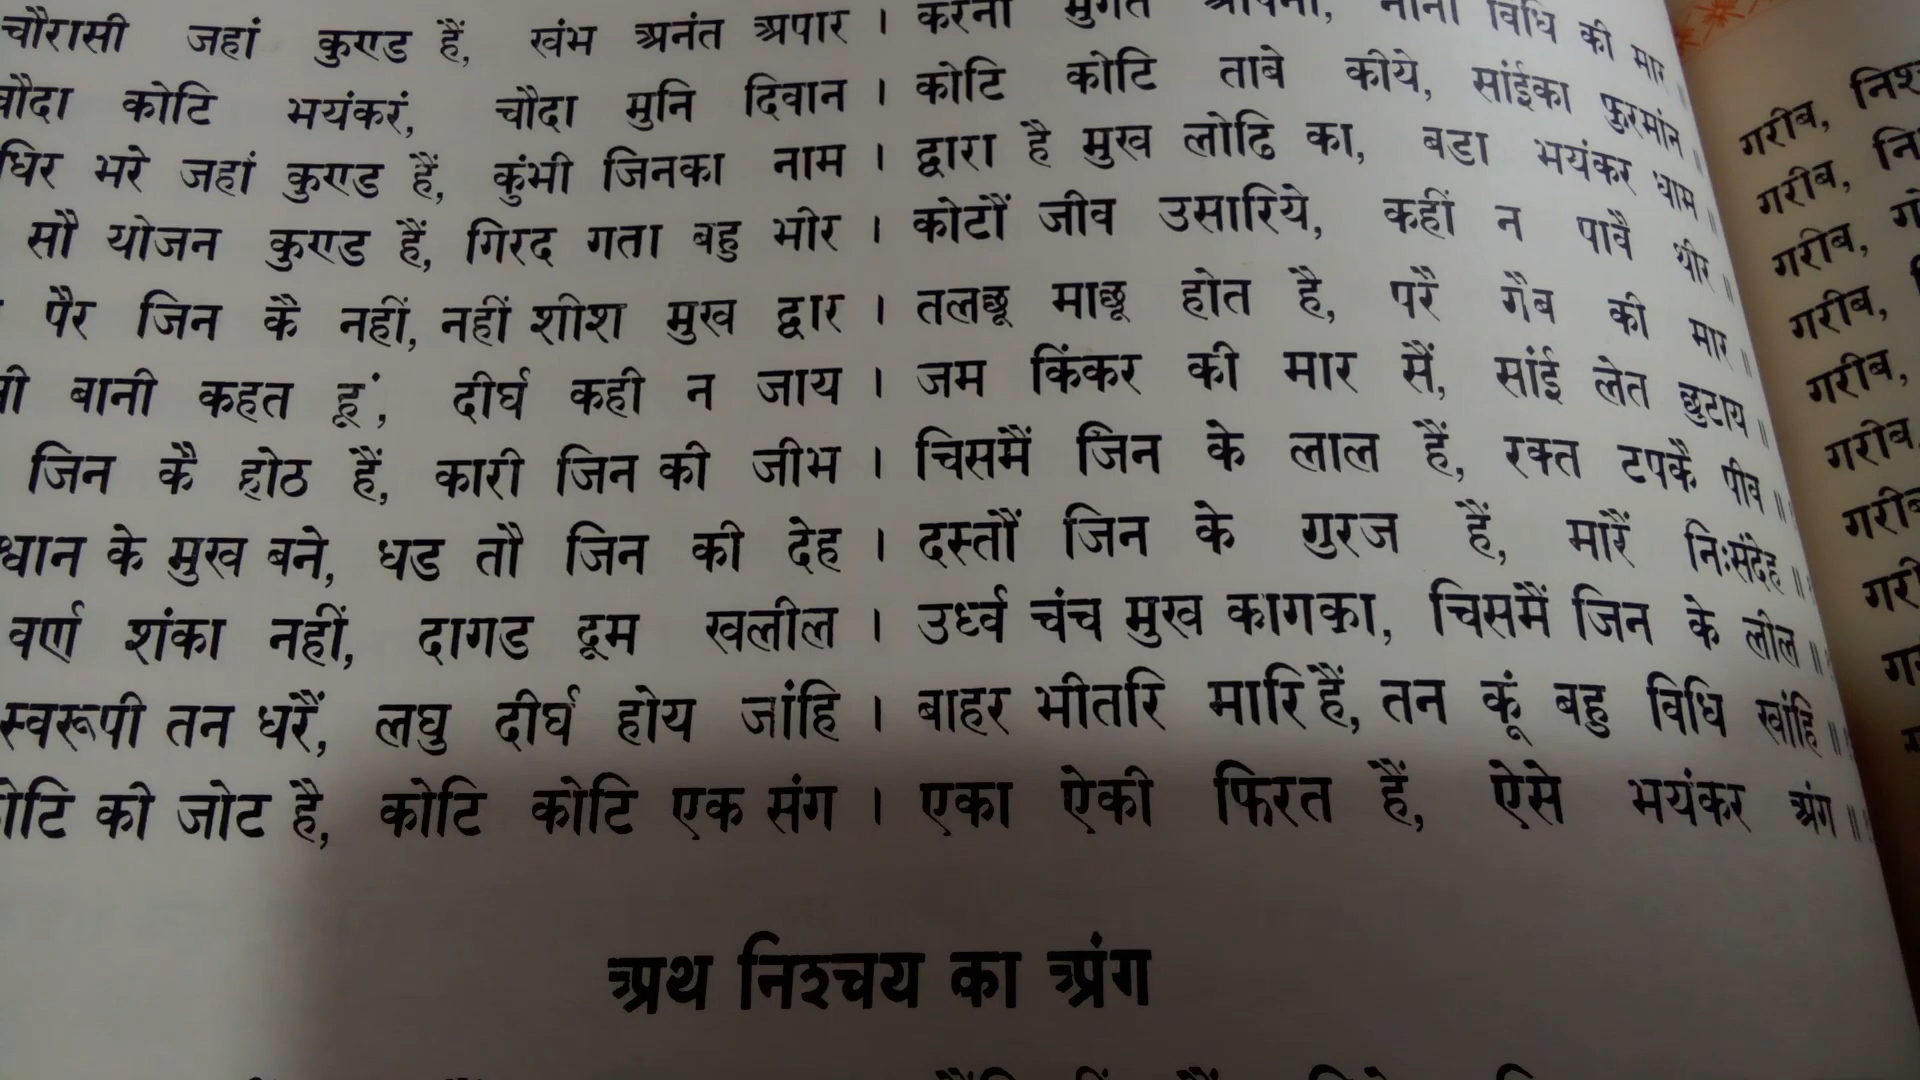 चौरासी जहां कुण्ड हैं, खंभ अनंत अपार । करनी भुगतै आपनी, नाना विधि की मार ॥
कोटि भयंकरं, चौदा मुनि दिवान । कोटि कोटि ताबे कीये, सांईका फुरमांन ॥
भरे जहां कुण्ड हैं, कुंभी जिनका नाम । द्वारा है मुख लोढि का, बडा भयंकर धाम ॥
सौ योजन कुण्ड हैं, गिरद गता बहु भीर । कोटौं जीव उसारिये, कहीं न पावै धीर ॥
पैर जिन कै नहीं, नहीं शीश मुख द्वार । तलछू माछू होत है, परै गैब की मार ॥
बानी कहत हूं, दीर्घ कही न जाय । जम किंकर की मार सैं, सांई लेत छुटाय ॥
जिन कै होठ हैं, कारी जिन की जीभ । चिसमैं जिन के लाल हैं, रक्त टपकै पीव ॥
श्वान के मुख बने, धड तौ जिन की देह । दस्तौं जिन के गुरज हैं, मारैं निःसंदेह ॥
वर्ण शंका नहीं, दागड दूम खलील । उर्ध्व चंच मुख कागका, चिसमैं जिन के लील ॥
स्वरूपी तन धरैं, लघु दीर्घ होय जांहि । बाहर भीतरि मारि हैं, तन कूं बहु विधि खांहि ॥
की जोट है, कोटि कोटि एक संग । एका ऐकी फिरत हैं, ऐसे भयंकर अंग ॥
अथ निश्चय का अंग
गरीब,
गरीब,
गरीब,
गरीब,
गरीब,
गरीब,